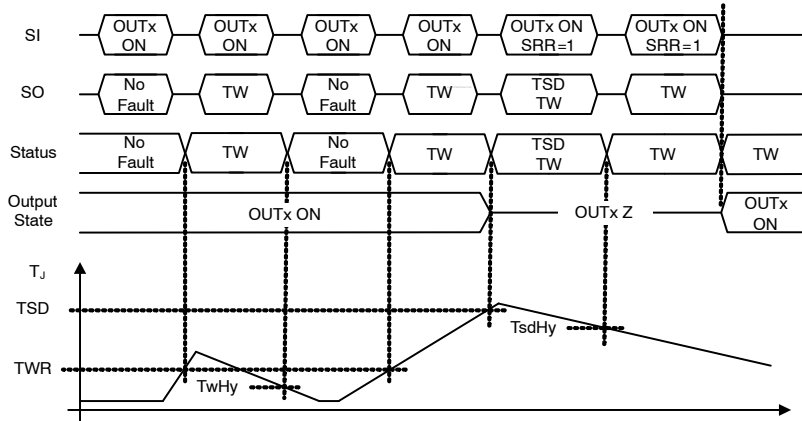 SI
OUTx
ON
OUTx
ON
OUTx
ON
OUTx
ON
OUTx ON
SRR=1
OUTx ON
SRR=1
SO
No
Fault
TW
No
Fault
TW
TSD
TW
TW
Status
No
Fault
TW
No
Fault
TW
TSD
TW
TW
TW
Output
State
OUTx ON
OUTx Z
OUTx
ON
TJ
TSD
TsdHy
TWR
TwHy